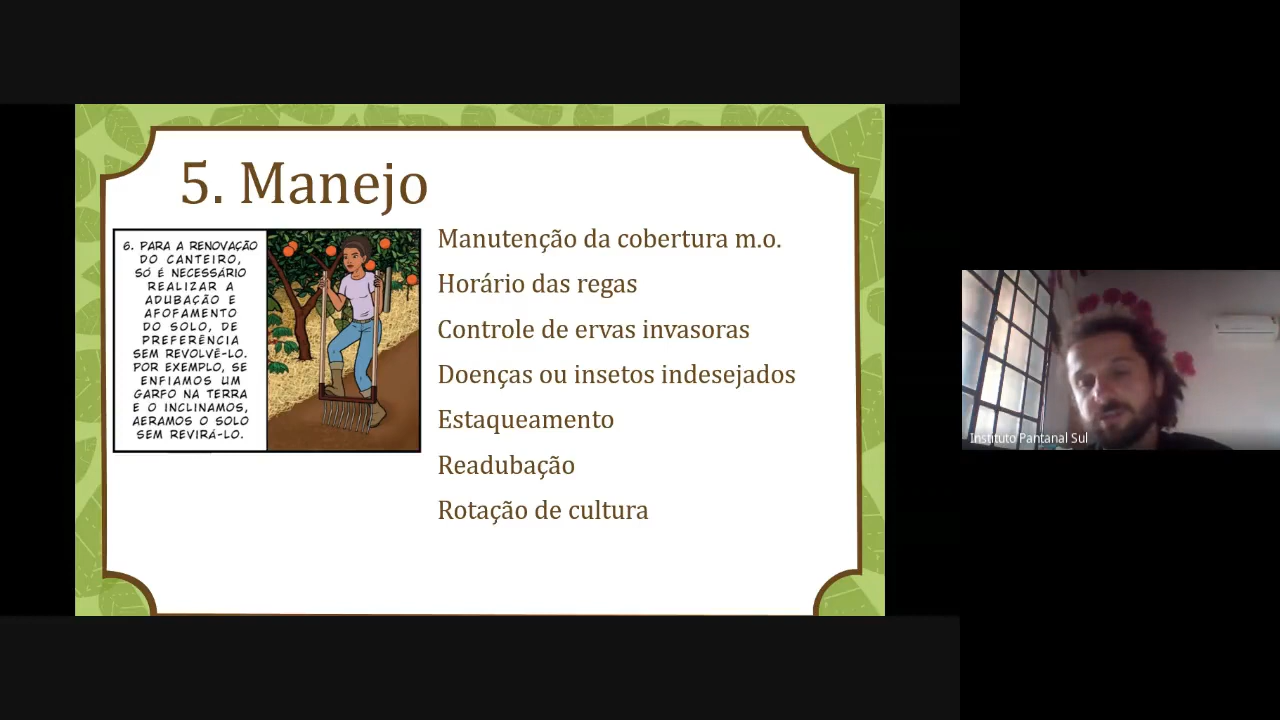 5. Manejo
6. PARA A RENOVAÇÃO
DO CANTEIRO,
SÓ É NECESSÁRIO
REALIZAR A
ADUBAÇÃO E
AFOFAMENTO
DO SOLO, DE
PREFERÊNCIA
SEM REVOLVÊ-LO.
POR EXEMPLO, SE
ENFIAMOS UM
GARFO NA TERRA
E O INCLINAMOS,
AERAMOS O SOLO
SEM REVIRÁ-LO.
Manutenção da cobertura m.o.
Horário das regas
Controle de ervas invasoras
Doenças ou insetos indesejados
Estaqueamento
Readubação
Rotação de cultura
Instituto Pantanal Sul